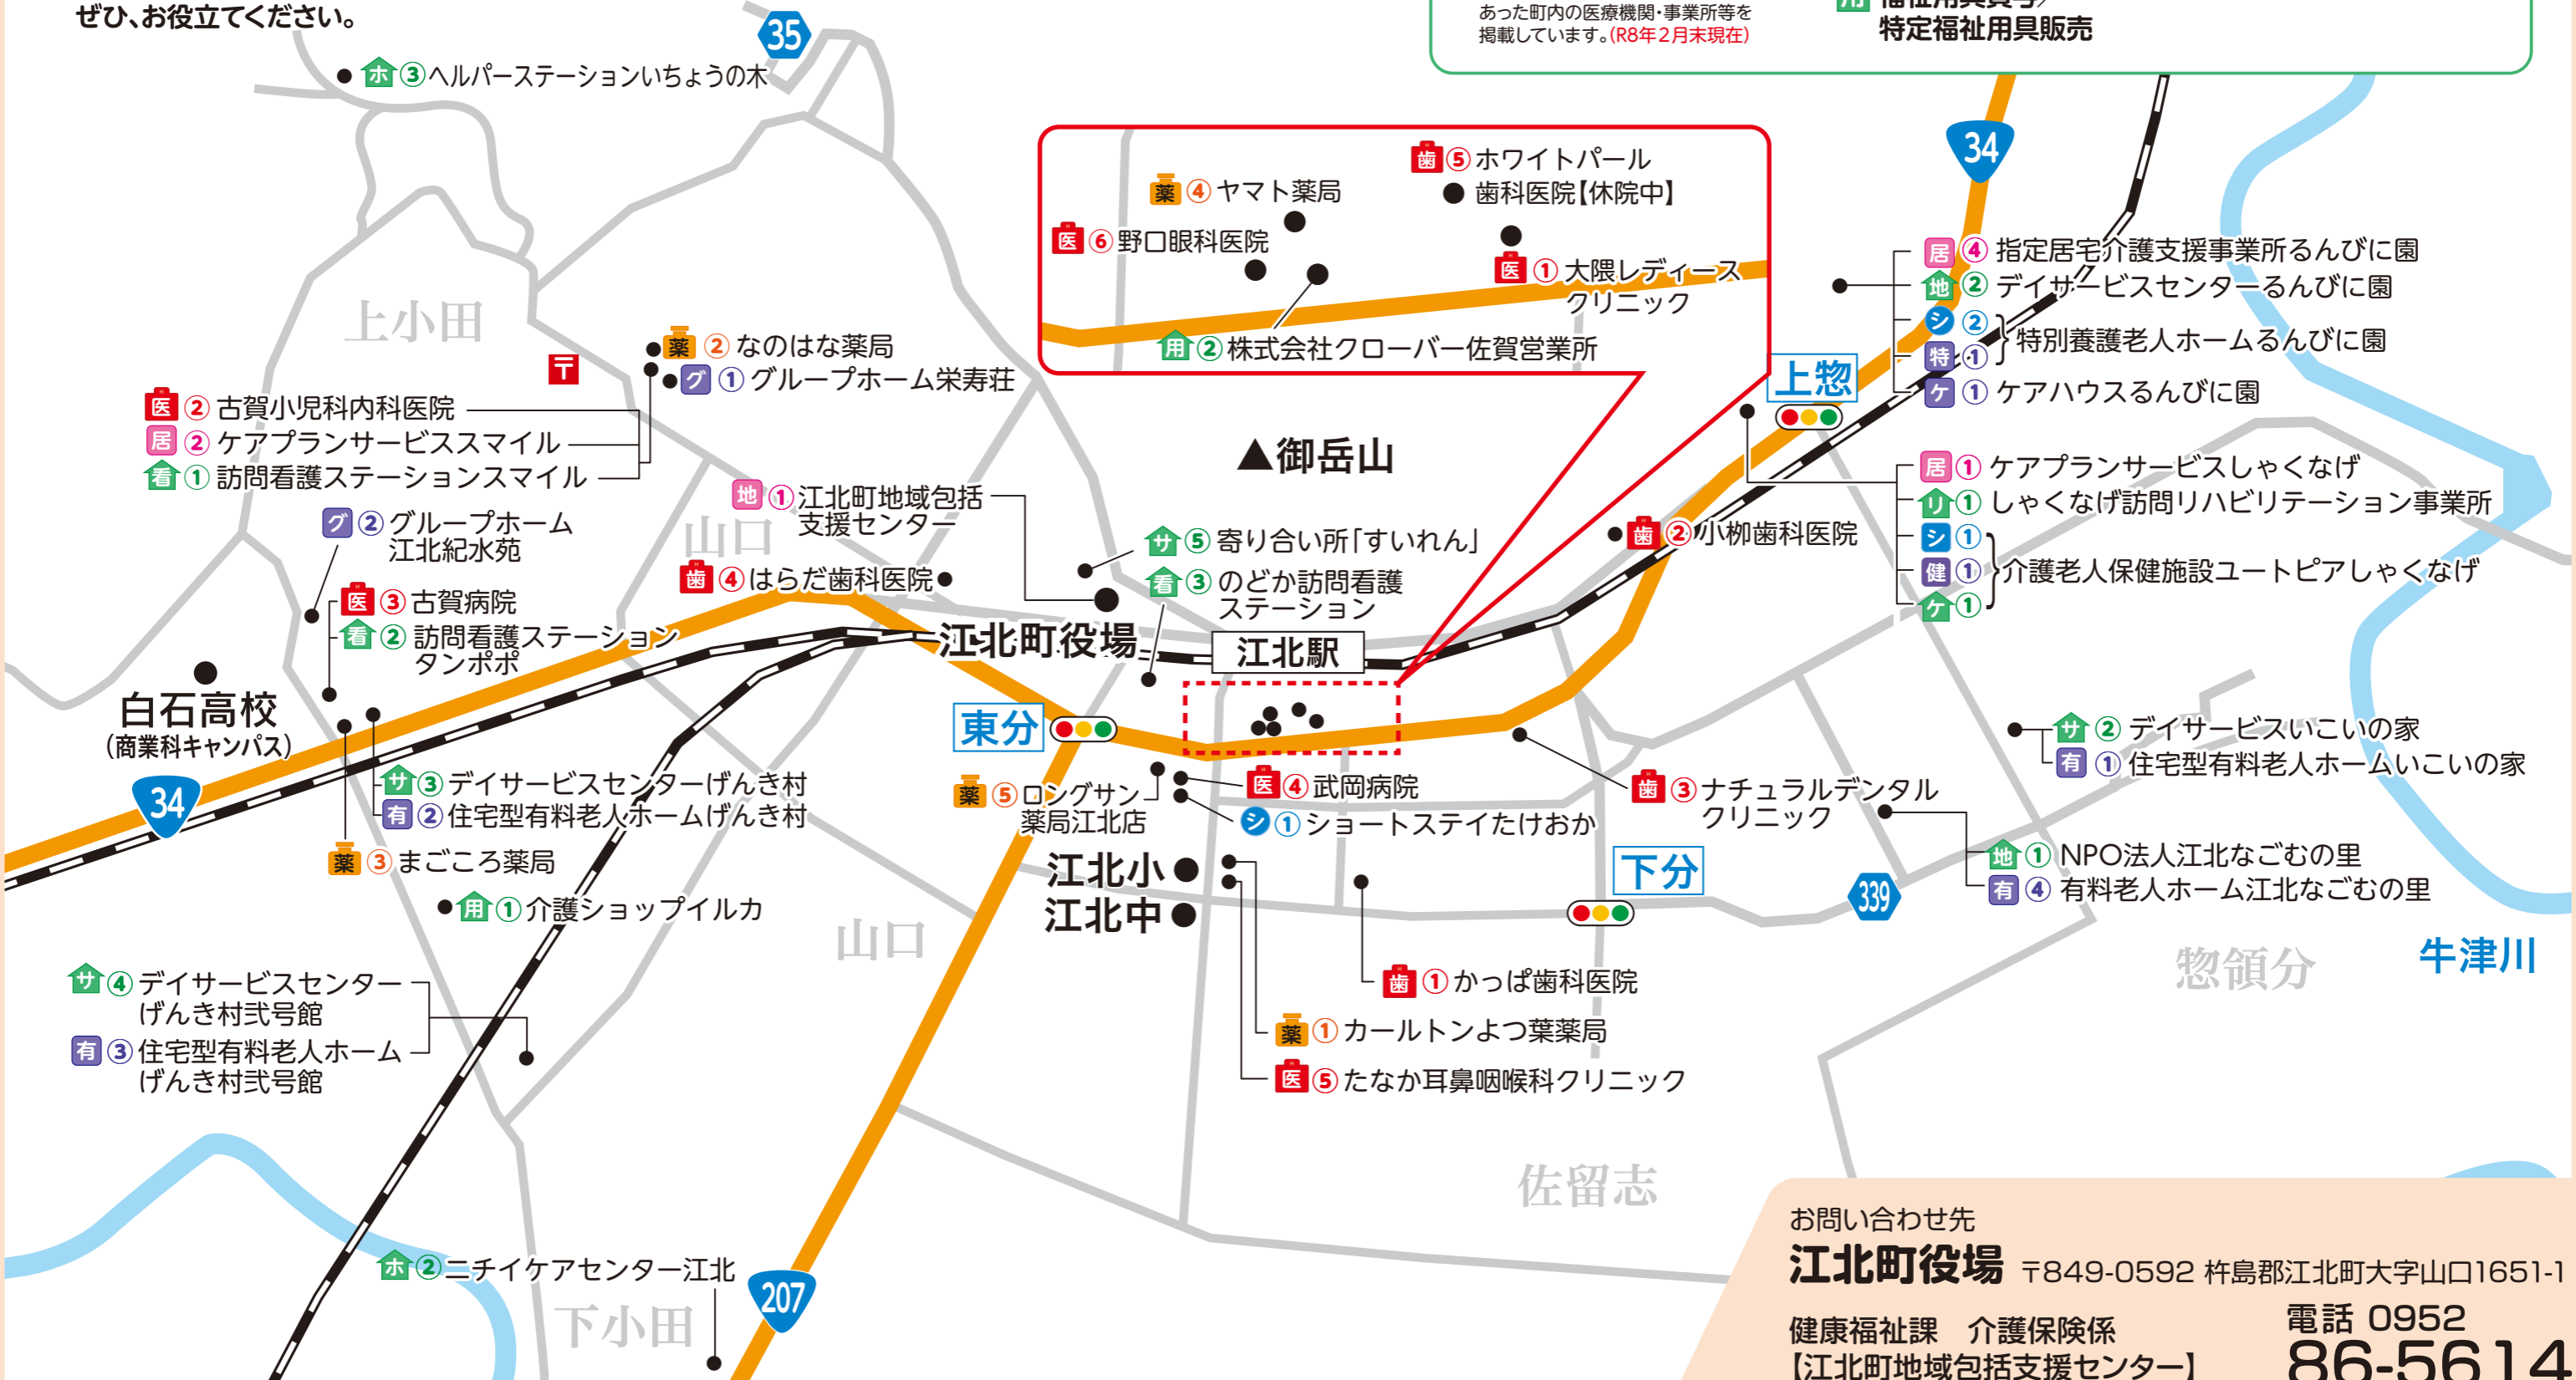 ぜひ、お役立てください。
35
あった町内の医療機関・事業所等を
掲載しています。(R8年2月末現在)
特定福祉用具販売
ホ ③ ヘルパーステーションいちょうの木
34
歯 ⑤ ホワイトパール
歯科医院【休院中】
薬 ④ ヤマト薬局
医 ⑥ 野口眼科医院
医 ① 大隈レディース
クリニック
用 ② 株式会社クローバー佐賀営業所
居 ④ 指定居宅介護支援事業所るんびに園
地 ② デイサービスセンターるんびに園
シ ②
特 ①
特別養護老人ホームるんびに園
ケ ① ケアハウスるんびに園
上小田
〒
薬 ② なのはな薬局
グ ① グループホーム栄寿荘
医 ② 古賀小児科内科医院
居 ② ケアプランサービススマイル
看 ① 訪問看護ステーションスマイル
上惣
▲御岳山
居 ① ケアプランサービスしゃくなげ
リ ① しゃくなげ訪問リハビリテーション事業所
シ ①
健 ①
ケ ①
介護老人保健施設ユートピアしゃくなげ
地 ① 江北町地域包括
支援センター
山口
グ ② グループホーム
江北紀水苑
サ ⑤ 寄り合い所「すいれん」
看 ③ のどか訪問看護
ステーション
歯 ② 小栁歯科医院
歯 ④ はらだ歯科医院
医 ③ 古賀病院
看 ② 訪問看護ステーション
タンポポ
江北町役場
江北駅
白石高校
(商業科キャンパス)
34
東分
サ ② デイサービスいこいの家
有 ① 住宅型有料老人ホームいこいの家
サ ③ デイサービスセンターげんき村
有 ② 住宅型有料老人ホームげんき村
薬 ⑤ ロングサン
薬局江北店
医 ④ 武岡病院
シ ① ショートステイたけおか
歯 ③ ナチュラルデンタル
クリニック
薬 ③ まごころ薬局
江北小
江北中
下分
339
地 ① NPO法人江北なごむの里
有 ④ 有料老人ホーム江北なごむの里
用 ① 介護ショップイルカ
山口
惣領分
牛津川
サ ④ デイサービスセンター
げんき村弐号館
有 ③ 住宅型有料老人ホーム
げんき村弐号館
歯 ① かっぱ歯科医院
薬 ① カールトンよつ葉薬局
医 ⑤ たなか耳鼻咽喉科クリニック
佐留志
ホ ② ニチイケアセンター江北
下小田
207
お問い合わせ先
江北町役場 〒849-0592 杵島郡江北町大字山口1651-1
健康福祉課　介護保険係
【江北町地域包括支援センター】
電話 0952
86-5614